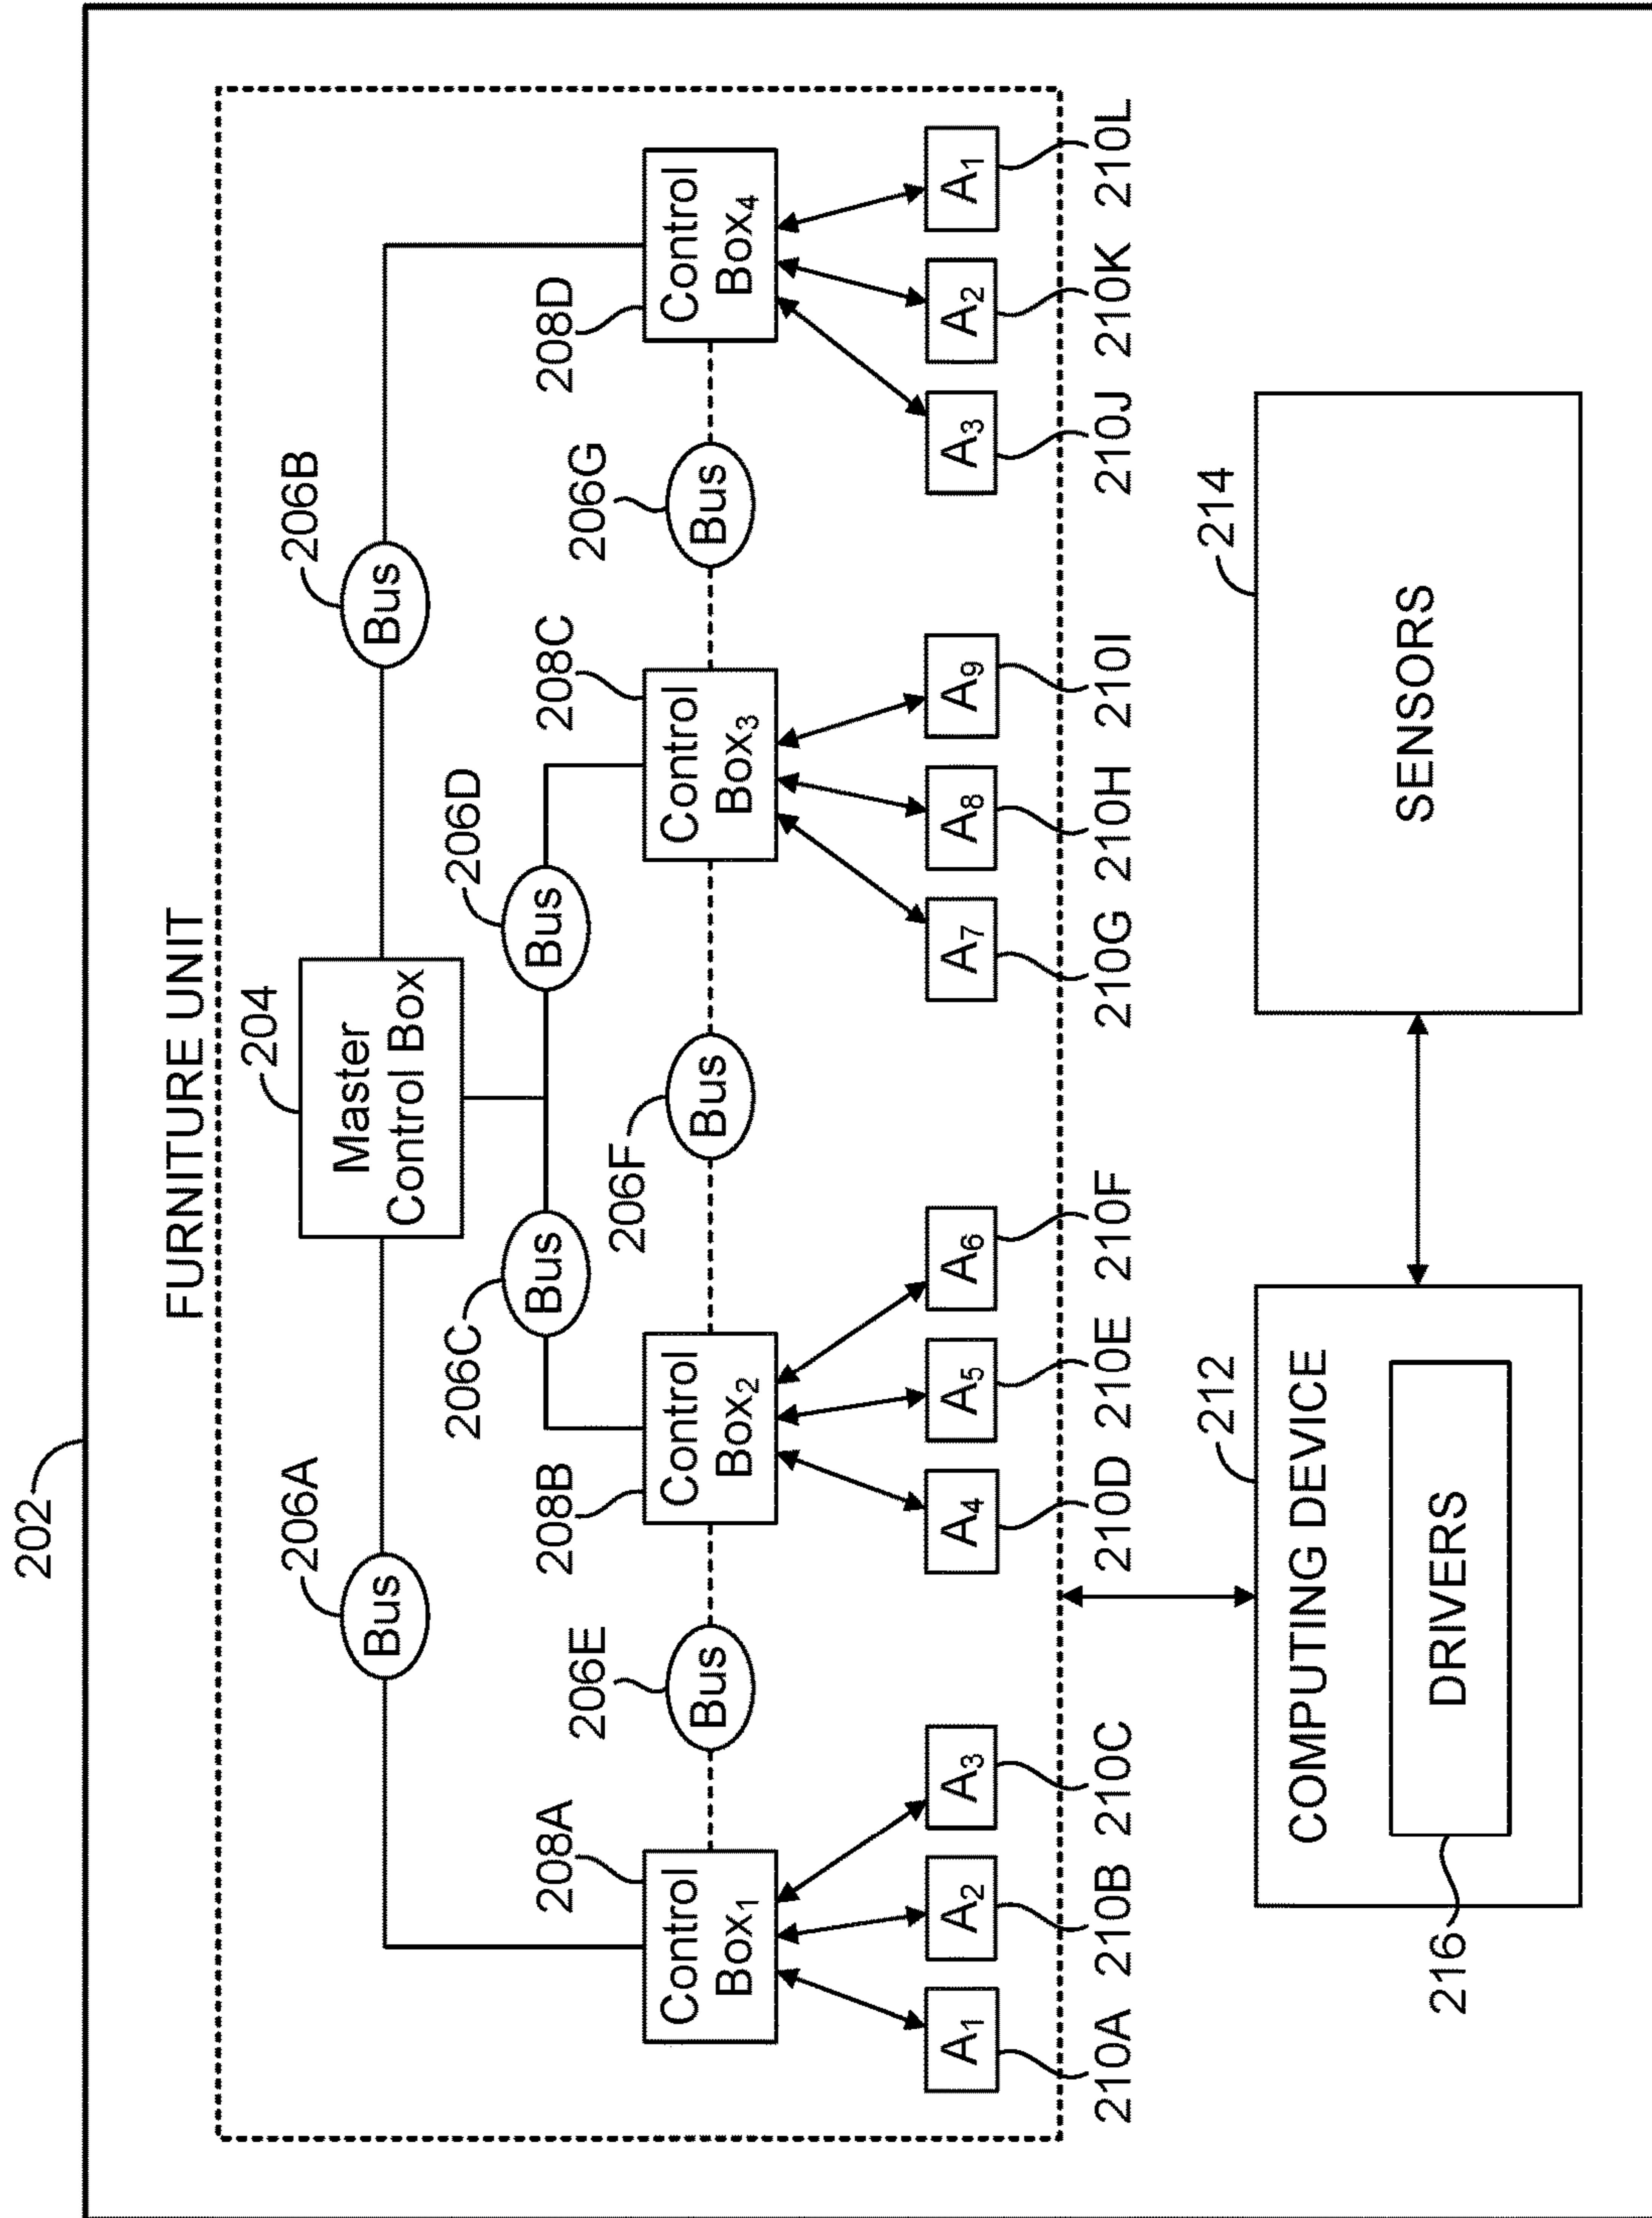 202
FURNITURE UNIT
204
Master
Control Box
206A
Bus
206B
Bus
206C
Bus
206D
Bus
208A
Control
Box₁
206E
Bus
208B
Control
Box₂
206F
Bus
208C
Control
Box₃
206G
Bus
208D
Control
Box₄
A₁ A₂ A₃ A₄ A₅ A₆ A₇ A₈ A₉ A₃ A₂ A₁
210A 210B 210C 210D 210E 210F 210G 210H 210I 210J 210K 210L
212
COMPUTING DEVICE
DRIVERS
216
214
SENSORS